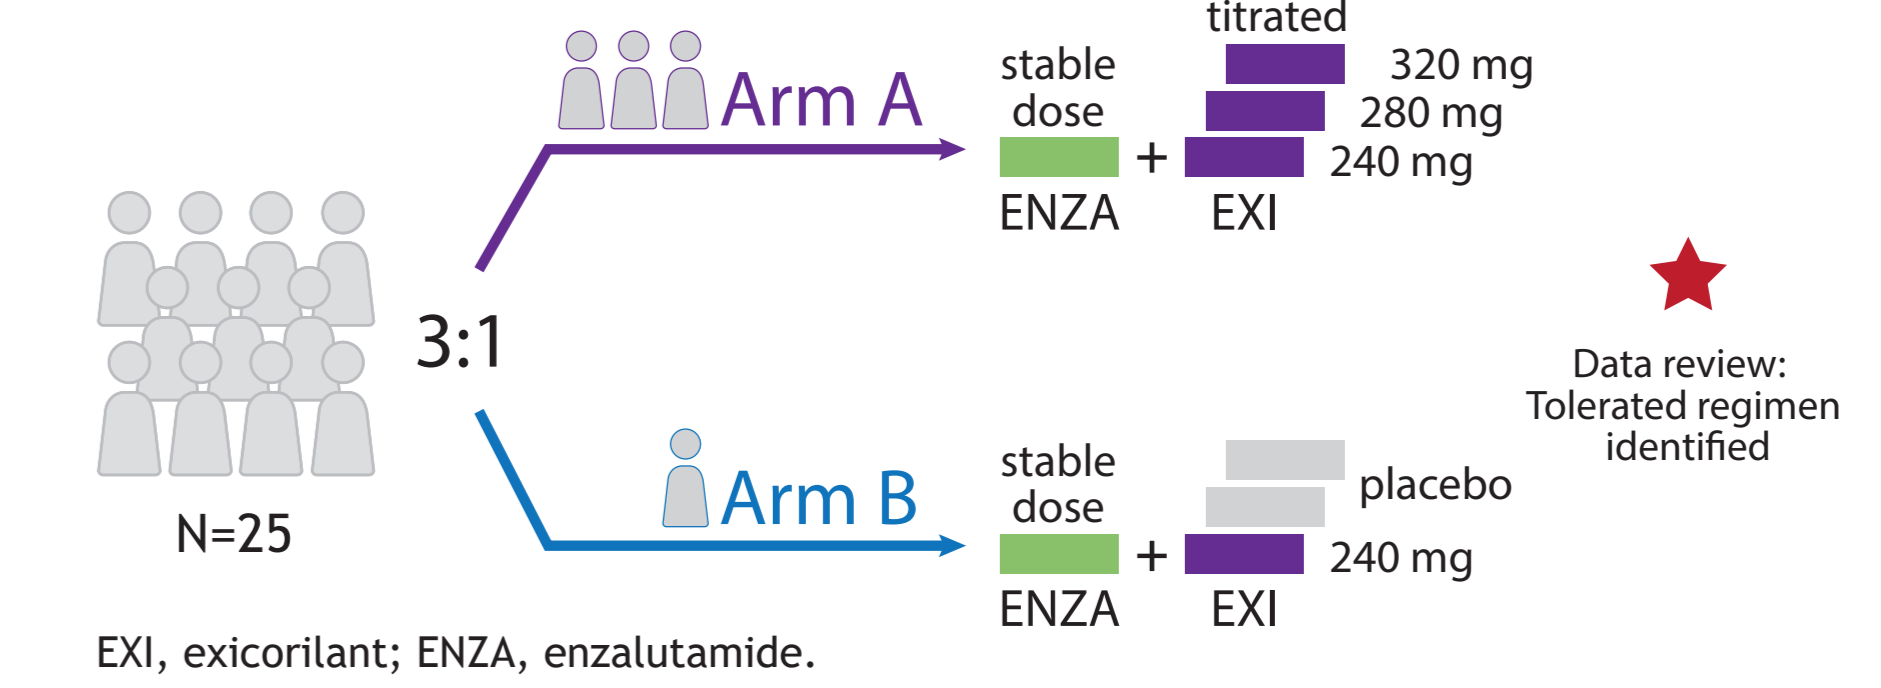 titrated
Arm A
stable
dose
320 mg
280 mg
+
240 mg
ENZA
EXI
3:1
N=25
Data review:
Tolerated regimen
identified
Arm B
stable
dose
placebo
+
240 mg
ENZA
EXI
EXI, exicorilant; ENZA, enzalutamide.